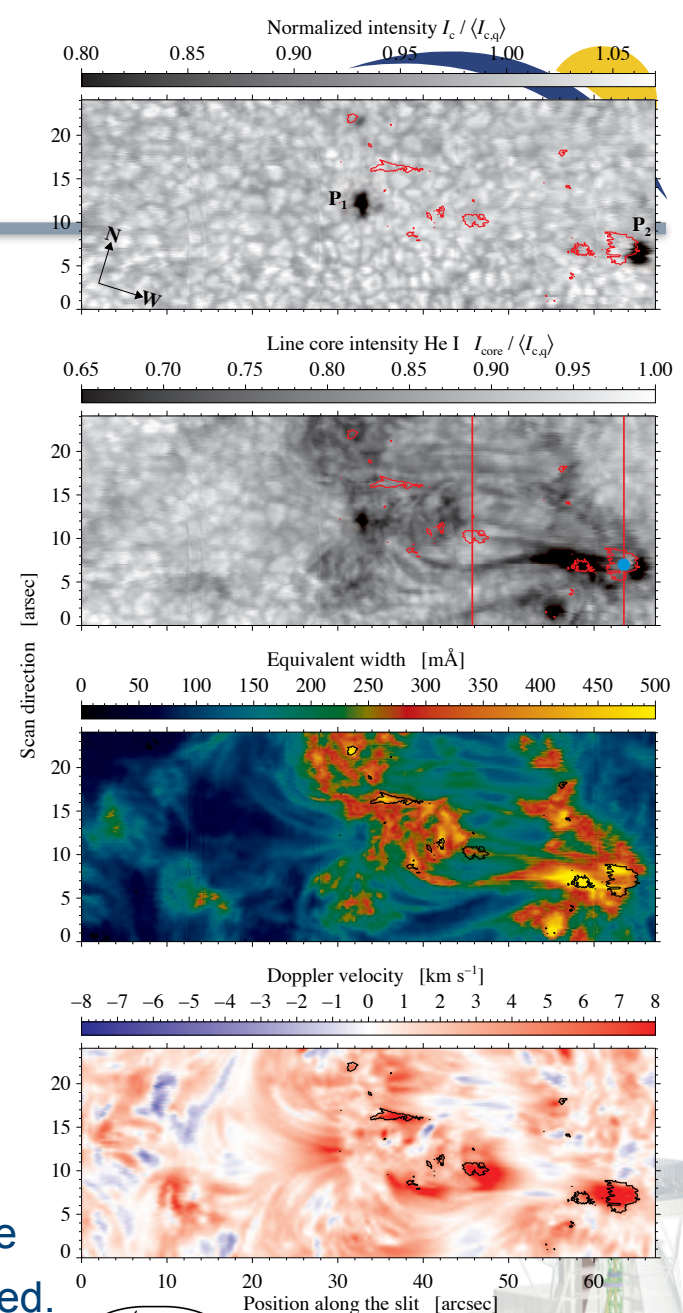 Normalized intensity I_c / ⟨I_c,q⟩
0.80 0.85 0.90 0.95 1.00 1.05
20
15
10
5
0
P₁
P₂
N
W
Line core intensity He I I_core / ⟨I_c,q⟩
0.65 0.70 0.75 0.80 0.85 0.90 0.95 1.00
20
15
10
5
0
Scan direction [arsec]
Equivalent width [mÅ]
0 50 100 150 200 250 300 350 400 450 500
20
15
10
5
0
Doppler velocity [km s⁻¹]
−8 −7 −6 −5 −4 −3 −2 −1 0 1 2 3 4 5 6 7 8
20
15
10
5
0
0 10 20 30 40 50 60
Position along the slit [arcsec]
e
ed.